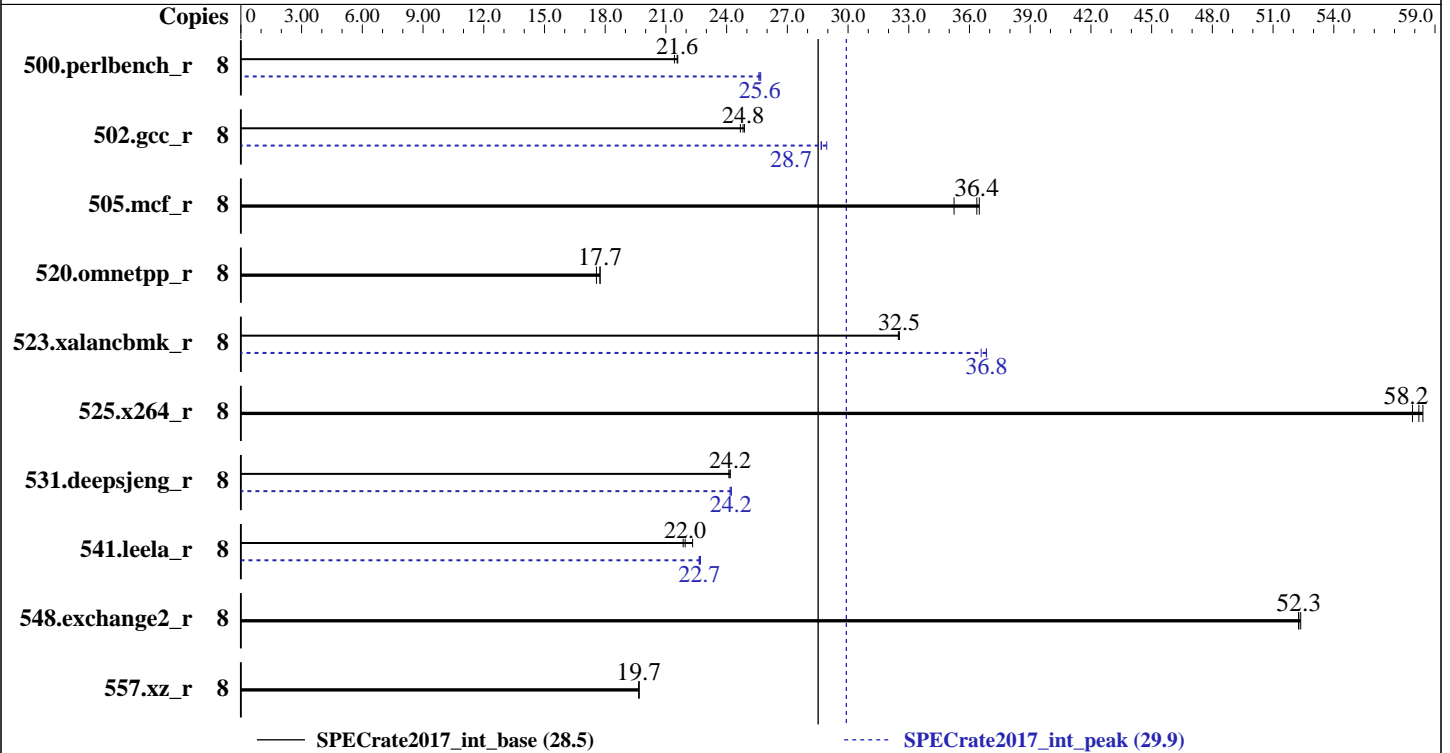 Copies 0 3.00 6.00 9.00 12.0 15.0 18.0 21.0 24.0 27.0 30.0 33.0 36.0 39.0 42.0 45.0 48.0 51.0 54.0 59.0
21.6
500.perlbench_r 8
25.6
24.8
502.gcc_r 8
28.7
36.4
505.mcf_r 8
17.7
520.omnetpp_r 8
32.5
523.xalancbmk_r 8
36.8
58.2
525.x264_r 8
24.2
531.deepsjeng_r 8
24.2
22.0
541.leela_r 8
22.7
52.3
548.exchange2_r 8
19.7
557.xz_r 8
SPECrate2017_int_base (28.5) SPECrate2017_int_peak (29.9)